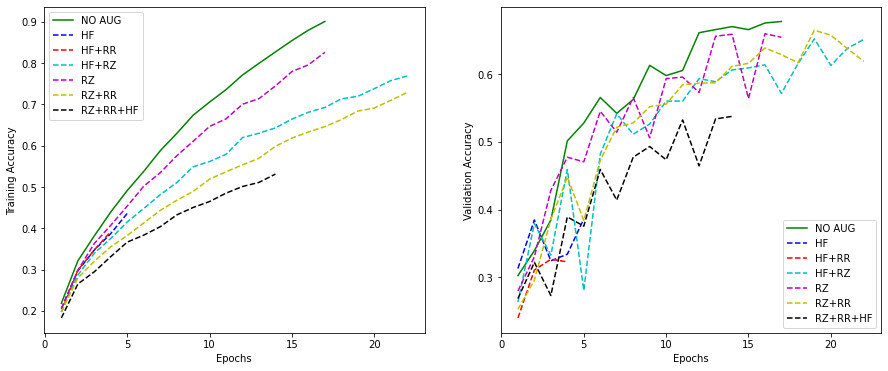 0.9
0.8
0.7
0.6
0.5
0.4
0.3
0.2
Training Accuracy
0
5
10
15
20
Epochs
NO AUG
HF
HF+RR
HF+RZ
RZ
RZ+RR
RZ+RR+HF
0.6
0.5
0.4
0.3
Validation Accuracy
0
5
10
15
20
Epochs
NO AUG
HF
HF+RR
HF+RZ
RZ
RZ+RR
RZ+RR+HF